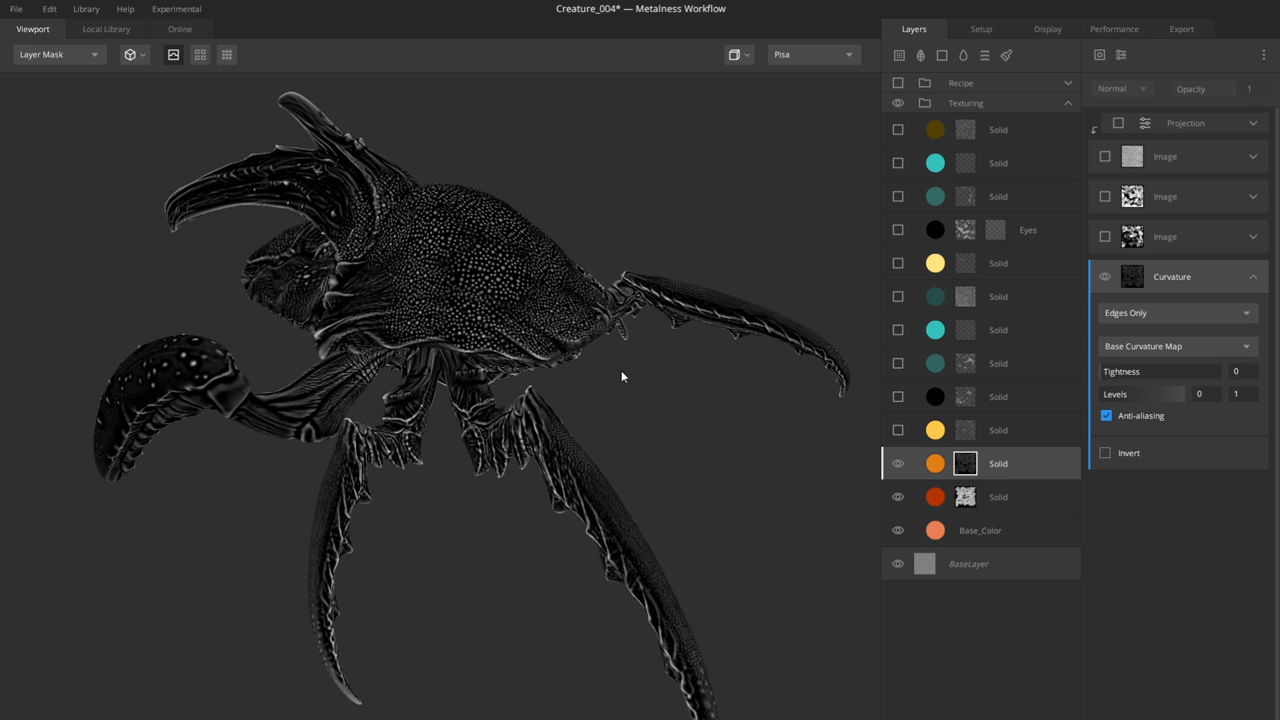 Creature_004* — Metalness Workflow
File Edit Library Help Experimental
Viewport Local Library Online
Layer Mask
Pisa
Layers Setup Display Performance Export
Recipe
Texturing
Solid
Solid
Solid
Eyes
Solid
Solid
Solid
Solid
Solid
Solid
Solid
Solid
Base_Color
BaseLayer
Normal Opacity 1
Projection
Image
Image
Image
Curvature
Edges Only
Base Curvature Map
Tightness 0
Levels 0 1
Anti-aliasing
Invert